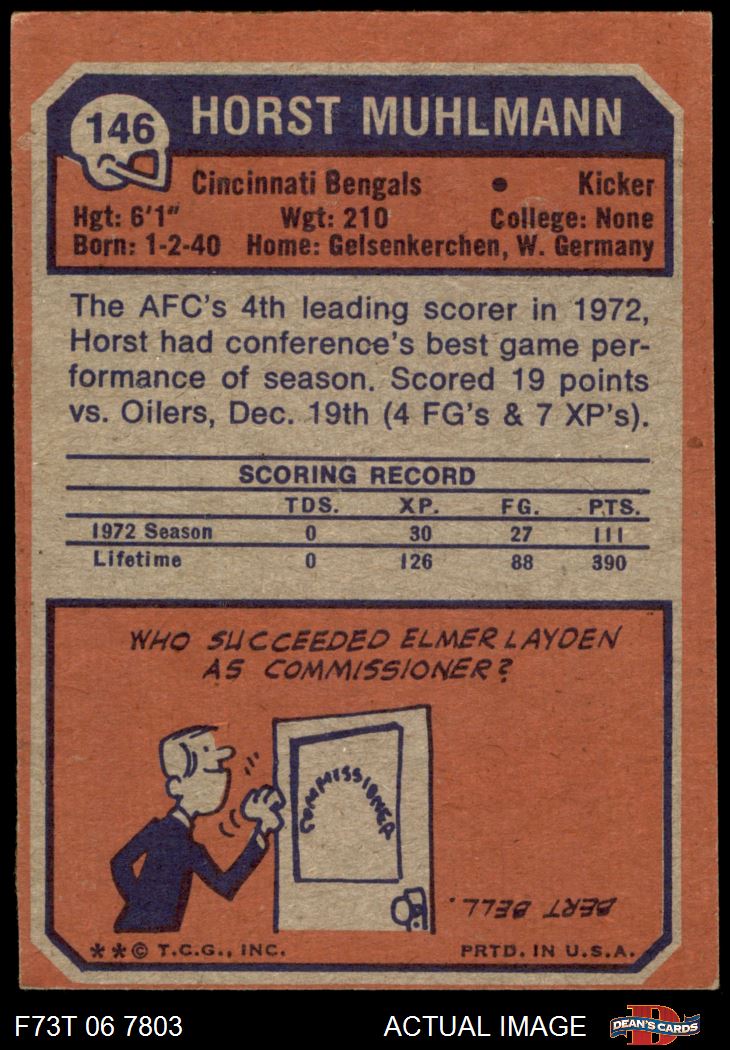 146
HORST MUHLMANN
Cincinnati Bengals • Kicker
Hgt: 6'1" Wgt: 210 College: None
Born: 1-2-40 Home: Gelsenkerchen, W. Germany
The AFC's 4th leading scorer in 1972,
Horst had conference's best game per-
formance of season. Scored 19 points
vs. Oilers, Dec. 19th (4 FG's & 7 XP's).
SCORING RECORD
TDS. XP. FG. PTS.
1972 Season 0 30 27 111
Lifetime 0 126 88 390
WHO SUCCEEDED ELMER LAYDEN
AS COMMISSIONER?
COMMISSIONER
BERT BELL.
**© T.C.G., INC. PRTD. IN U.S.A.
F73T 06 7803 ACTUAL IMAGE
D
DEAN'S CARDS